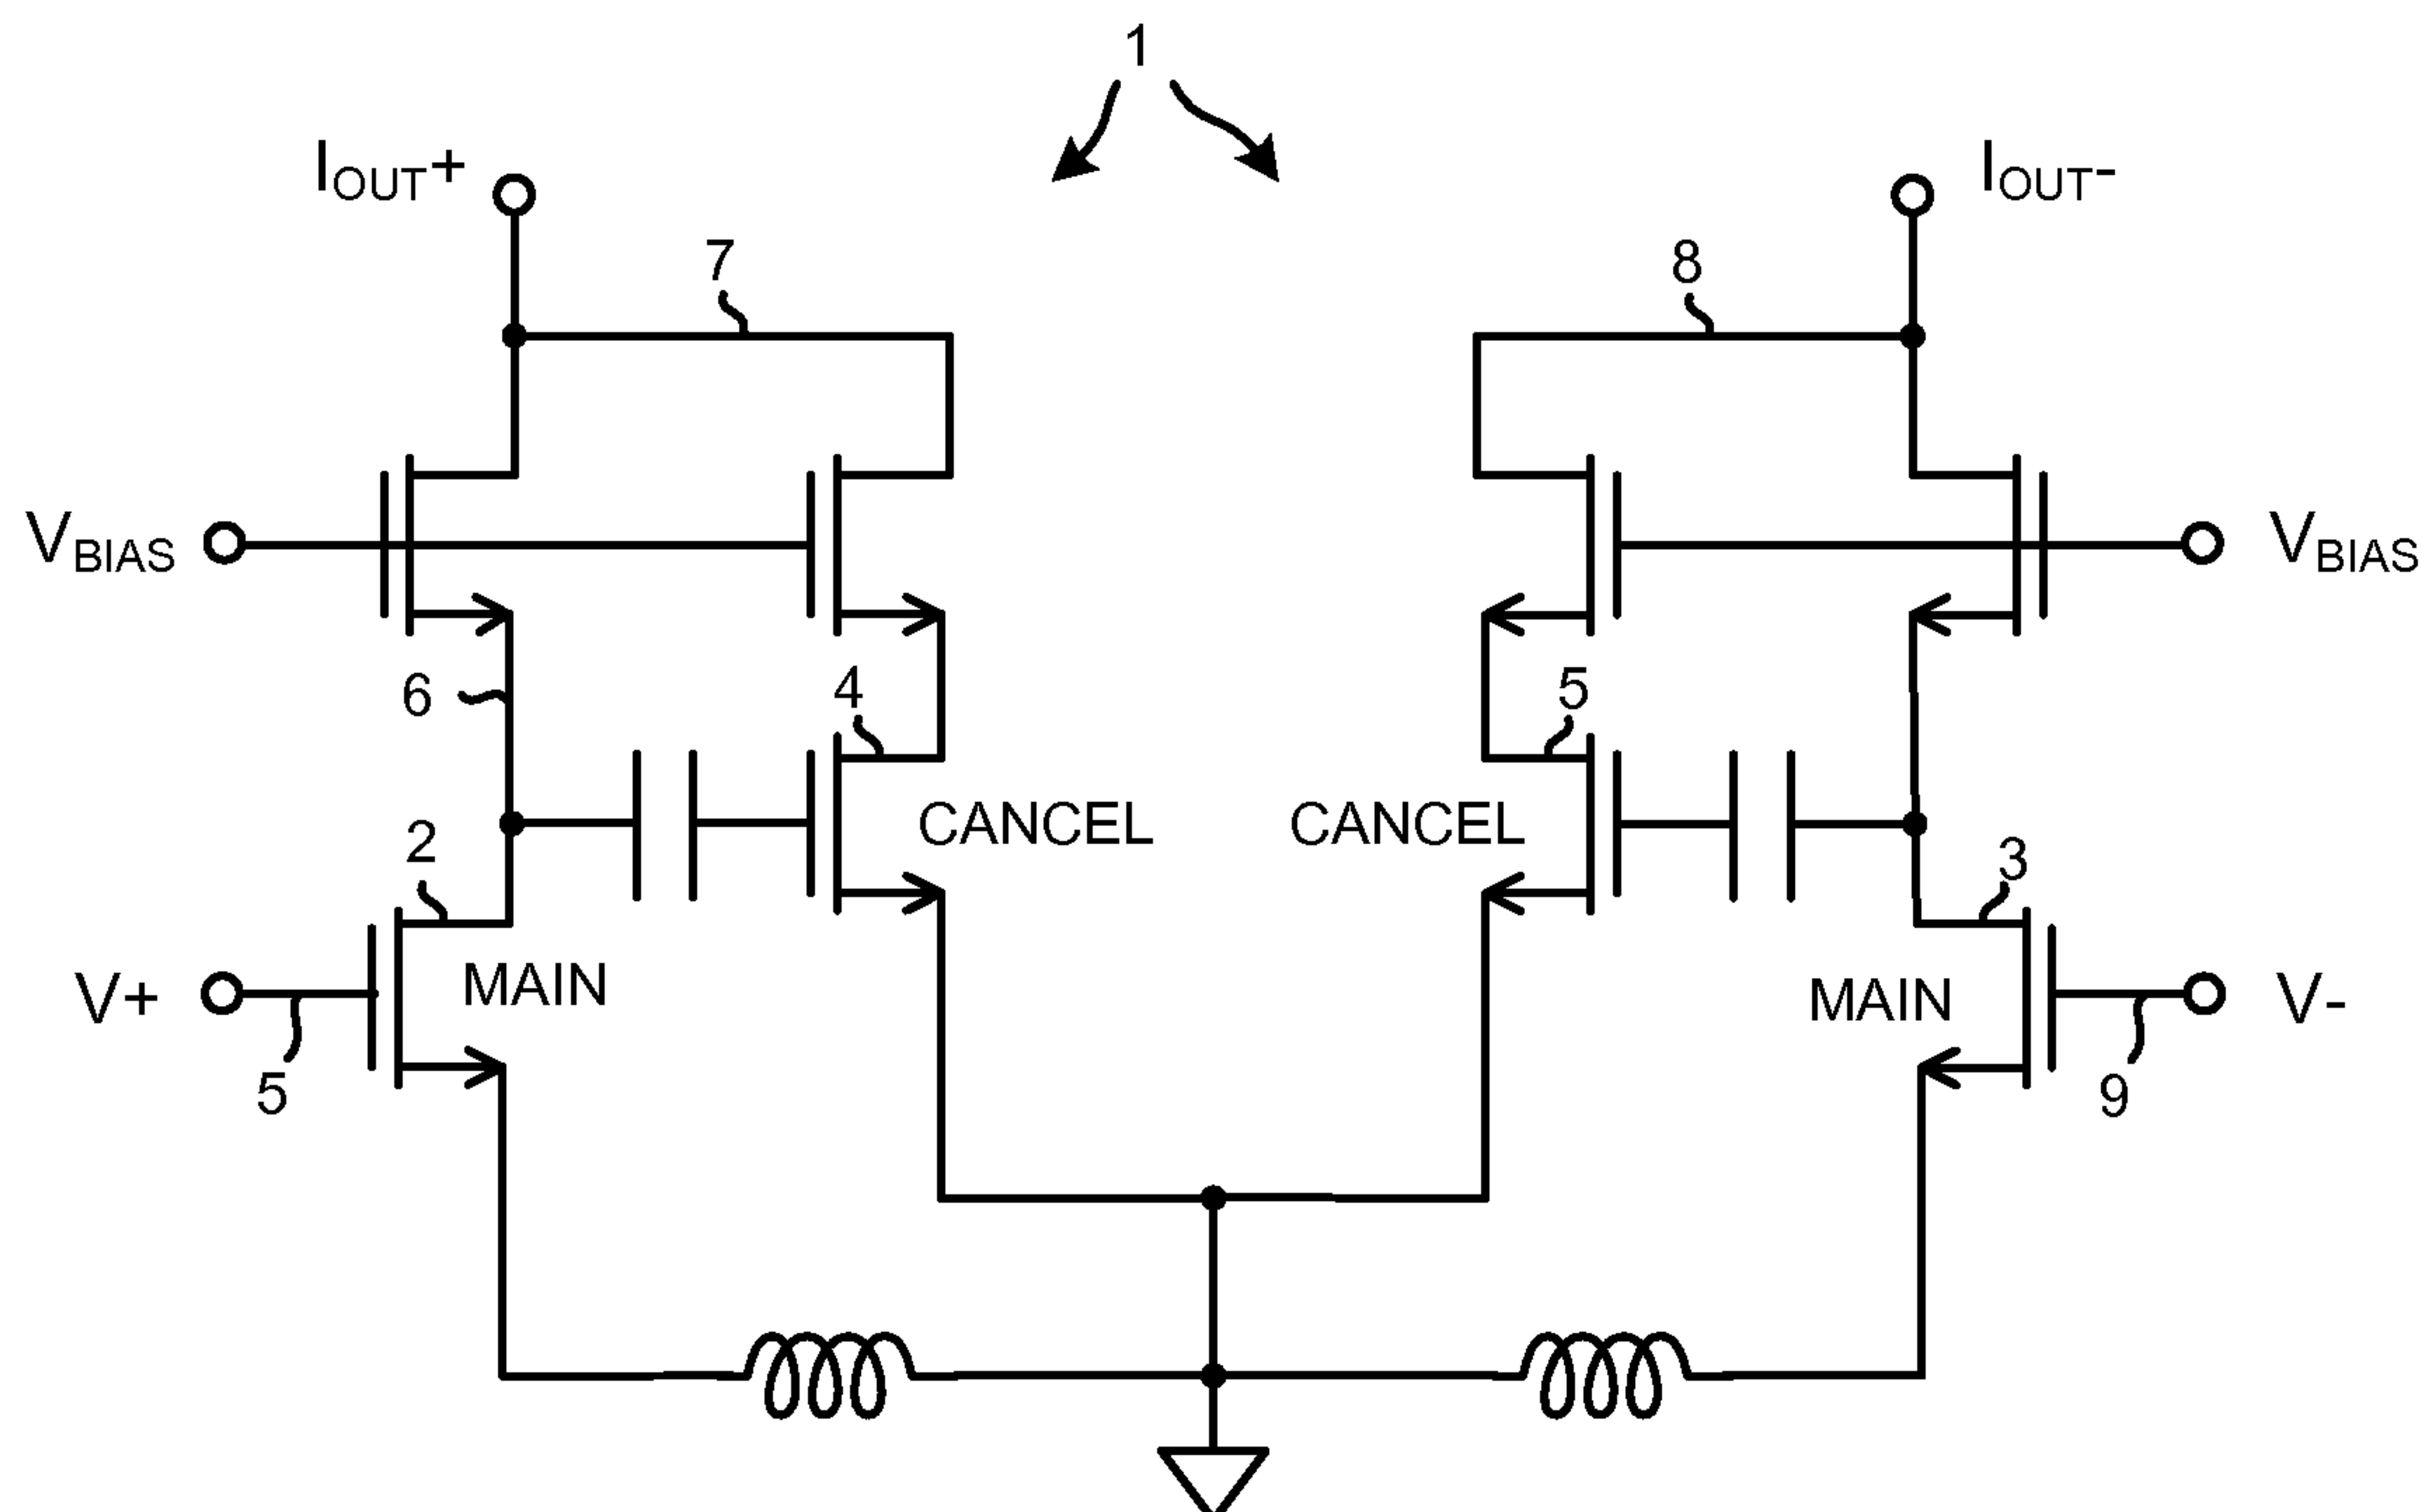 1
IOUT+
IOUT-
7
8
VBIAS
VBIAS
6
4
5
2
CANCEL
CANCEL
3
V+
MAIN
MAIN
V-
5
9